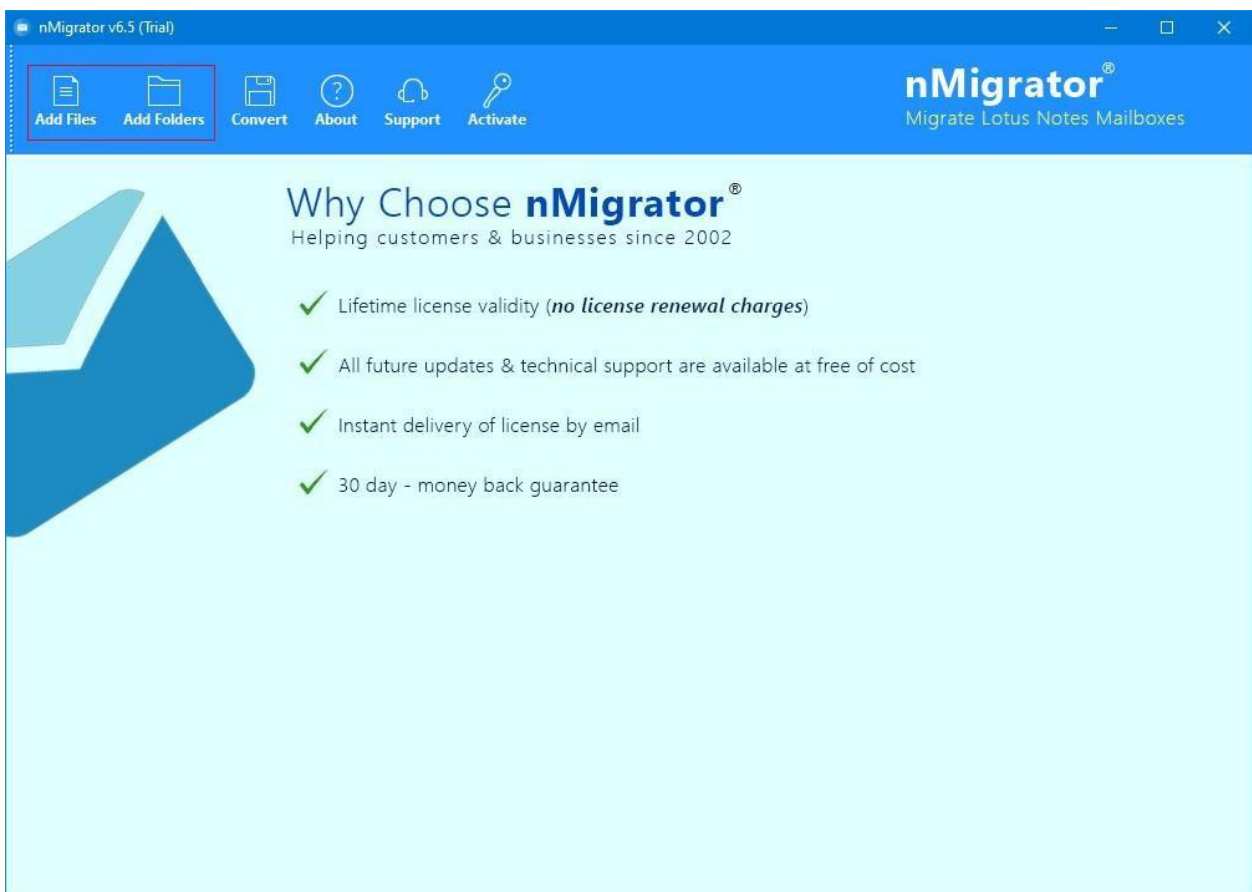 nMigrator v6.5 (Trial)
Add Files Add Folders Convert About Support Activate
nMigrator®
Migrate Lotus Notes Mailboxes
Why Choose nMigrator®
Helping customers & businesses since 2002
Lifetime license validity (no license renewal charges)
All future updates & technical support are available at free of cost
Instant delivery of license by email
30 day - money back guarantee